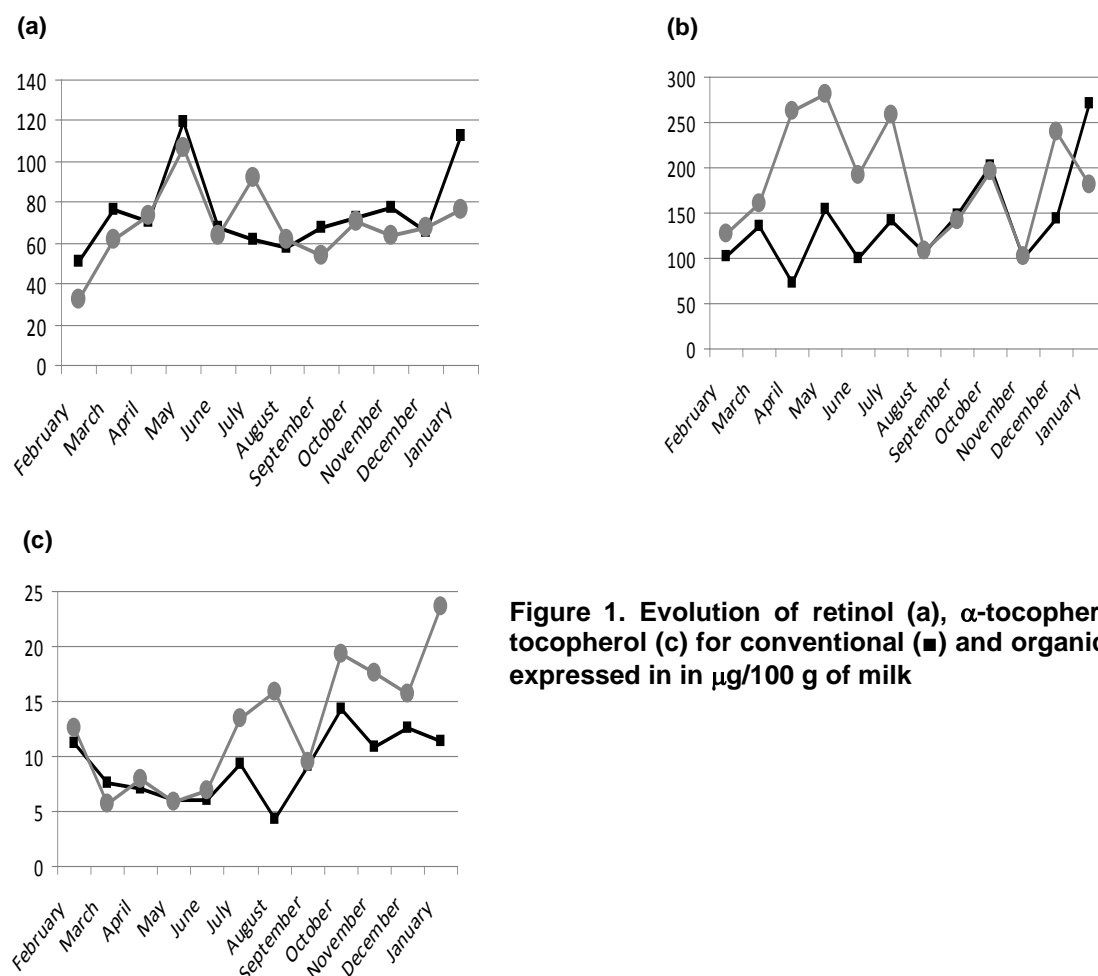 (a)
140
120
100
80
60
40
20
0
February
March
April
May
June
July
August
September
October
November
December
January
(b)
300
250
200
150
100
50
0
February
March
April
May
June
July
August
September
October
November
December
January
(c)
25
20
15
10
5
0
February
March
April
May
June
July
August
September
October
November
December
January
Figure 1. Evolution of retinol (a), α-tocopher
tocopherol (c) for conventional (■) and organic
expressed in in μg/100 g of milk